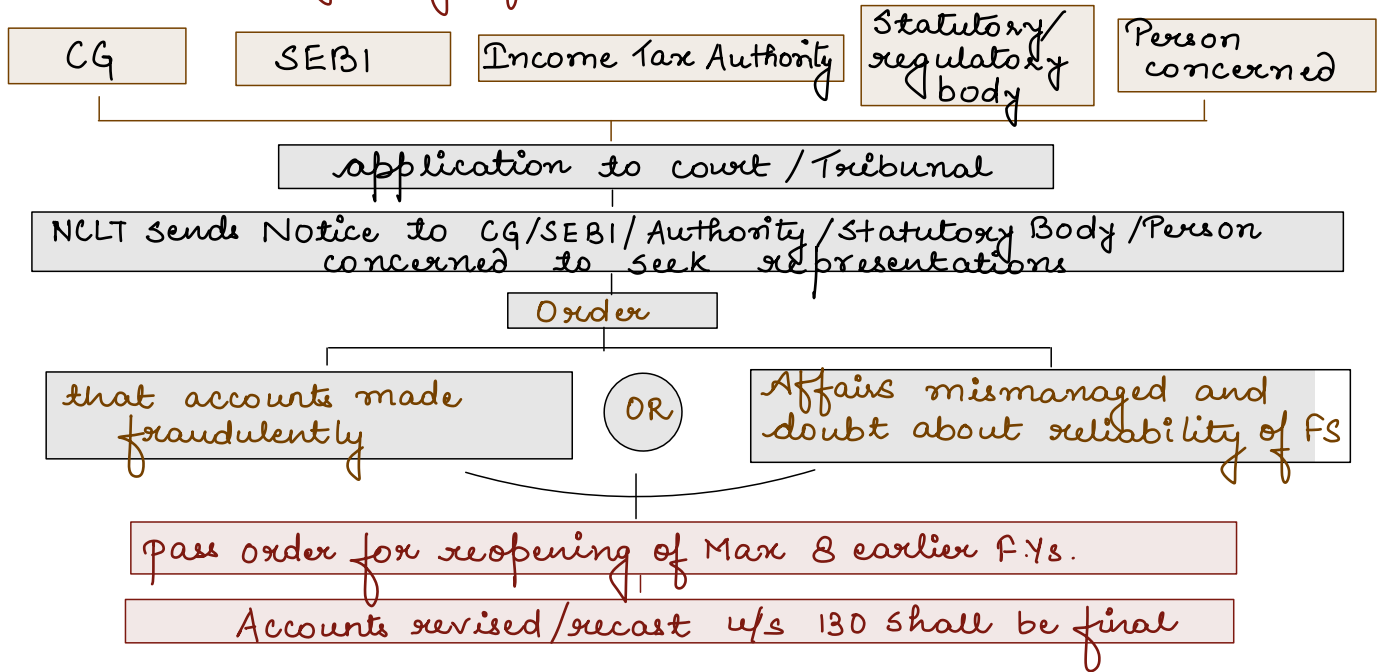 CG
SEBI
Income Tax Authority
Statutory/
regulatory
body
Person
concerned
application to court / Tribunal
NCLT sends Notice to CG/SEBI/Authority/Statutory Body/Person
concerned to seek representations
Order
that accounts made
fraudulently
OR
Affairs mismanaged and
doubt about reliability of FS
Pass order for reopening of Max 8 earlier F.Ys.
Accounts revised/recast u/s 130 shall be final